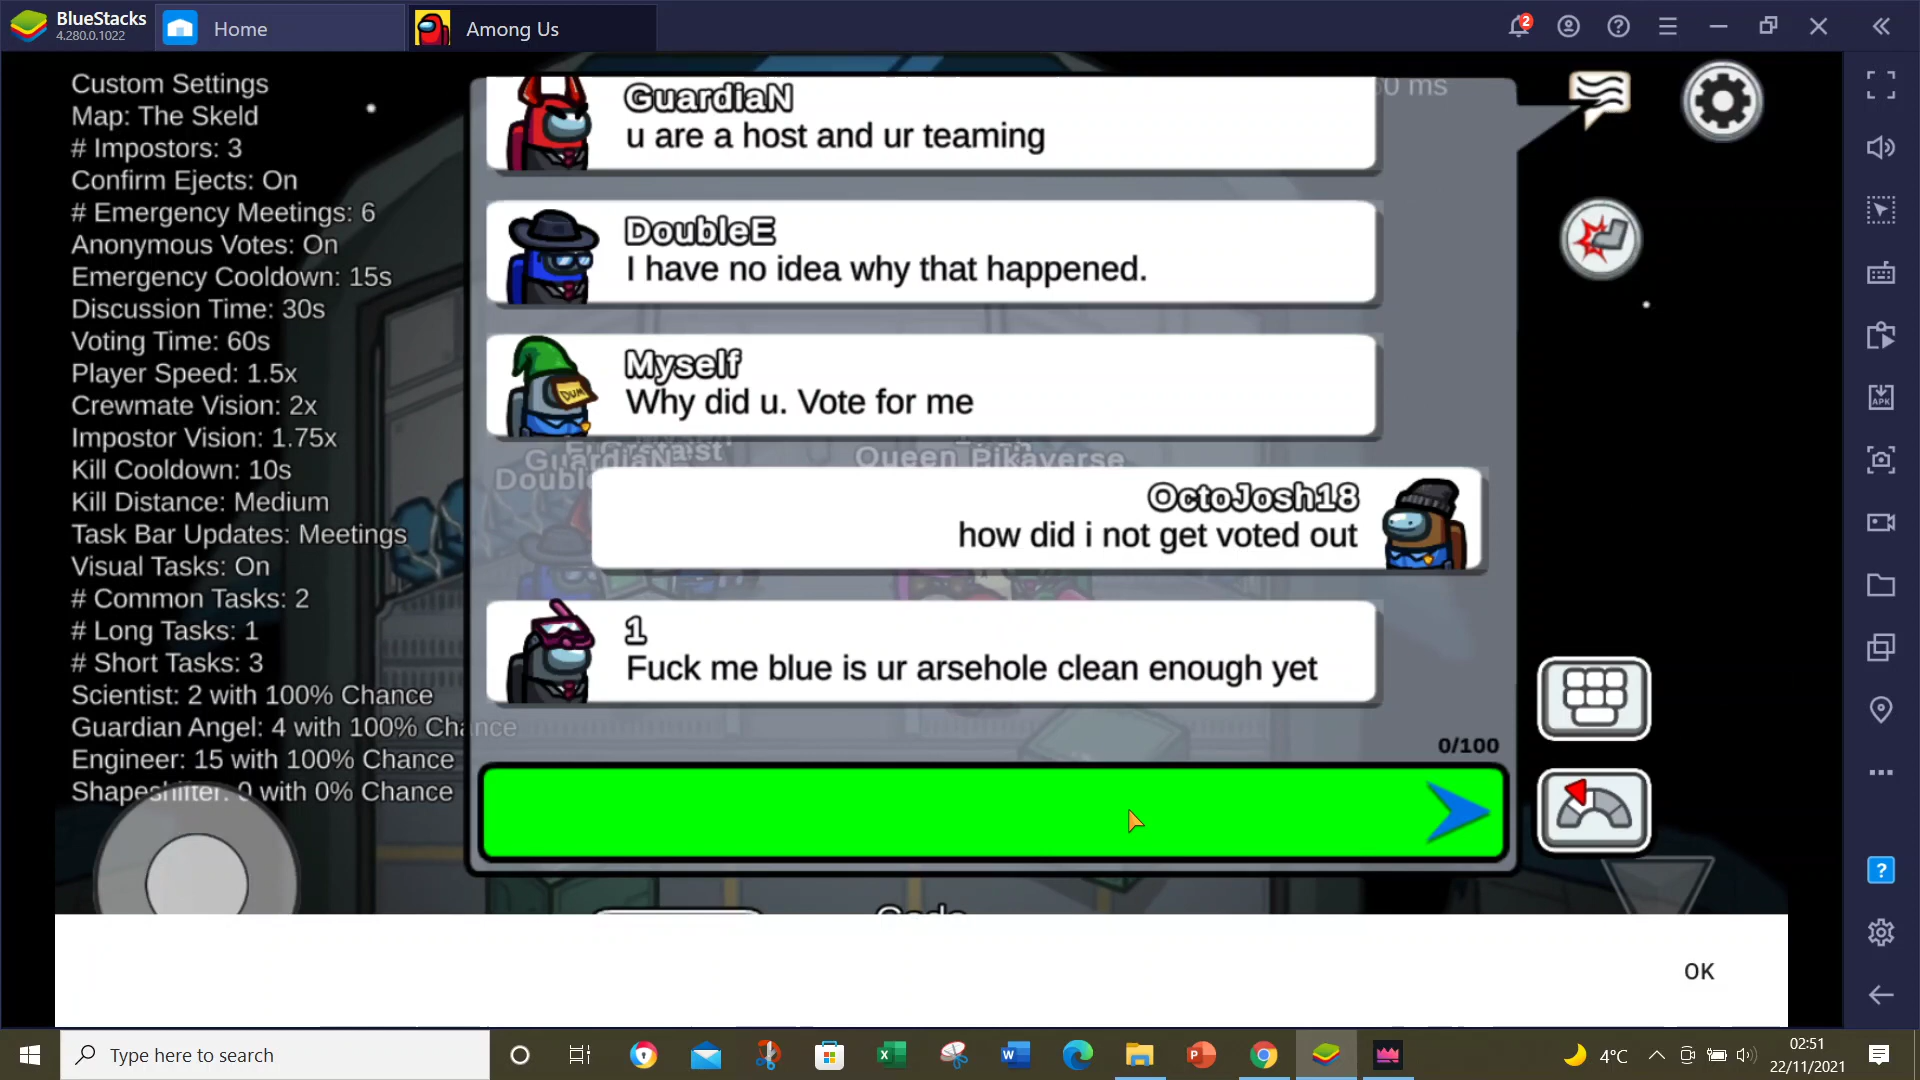 BlueStacks
4.280.0.1022
Home
Among Us
2
Custom Settings
Map: The Skeld
# Impostors: 3
Confirm Ejects: On
# Emergency Meetings: 6
Anonymous Votes: On
Emergency Cooldown: 15s
Discussion Time: 30s
Voting Time: 60s
Player Speed: 1.5x
Crewmate Vision: 2x
Impostor Vision: 1.75x
Kill Cooldown: 10s
Kill Distance: Medium
Task Bar Updates: Meetings
Visual Tasks: On
# Common Tasks: 2
# Long Tasks: 1
# Short Tasks: 3
Scientist: 2 with 100% Chance
Guardian Angel: 4 with 100% Chance
Engineer: 15 with 100% Chance
Shapeshifter: 0 with 0% Chance
ms
GuardiaN
u are a host and ur teaming
DoubleE
I have no idea why that happened.
Myself
Why did u. Vote for me
DUM
GuardiaN
Queen Pikaverse
OctoJosh18
how did i not get voted out
1
Fuck me blue is ur arsehole clean enough yet
0/100
Code
OK
APK
?
Type here to search
4°C
02:51
22/11/2021